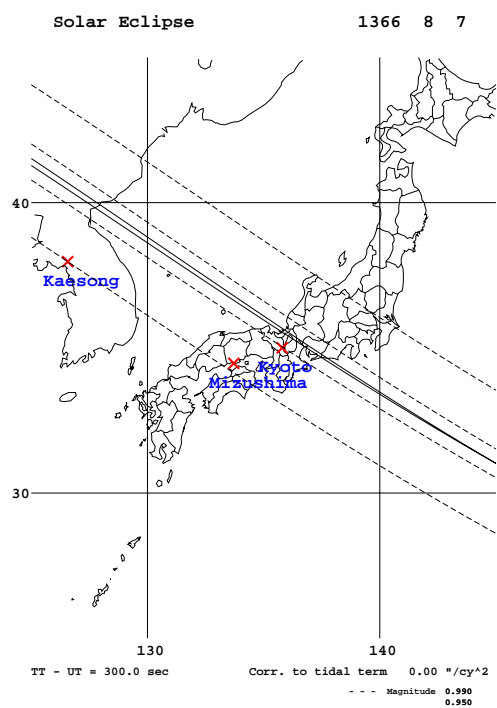 Solar Eclipse 1366 8 7
40
Kaesong
Kyoto
Mizushima
30
130 140
TT - UT = 300.0 sec Corr. to tidal term 0.00 "/cy^2
- - - Magnitude 0.990
0.950